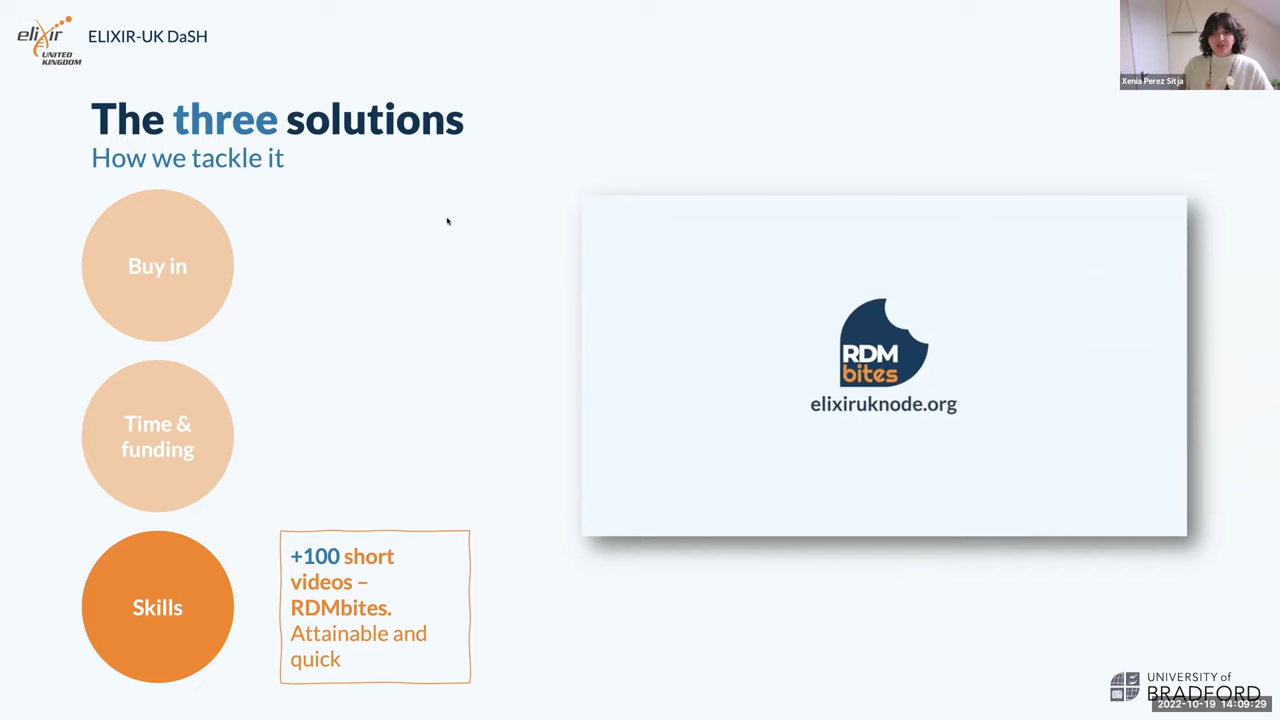 elixir
UNITED
KINGDOM
ELIXIR-UK DaSH
Xenia Perez Sitja
The three solutions
How we tackle it
Buy in
Time &
funding
Skills
+100 short
videos –
RDMbites.
Attainable and
quick
RDM
bites
elixiruknode.org
UNIVERSITY of
BRADFORD
2022-10-19 14:09:29